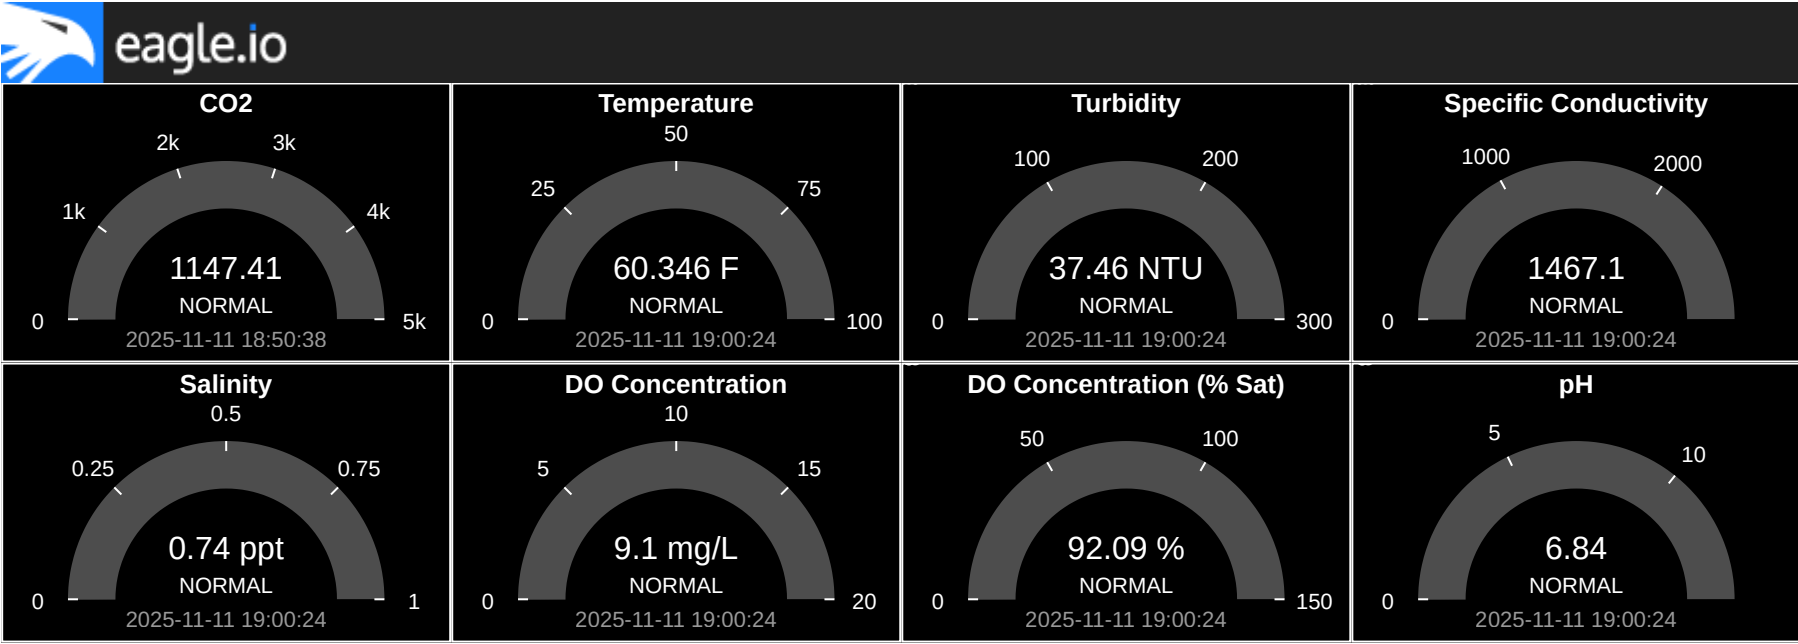 eagle.io
CO2
2k 3k
1k 4k
1147.41
NORMAL
0 5k
2025-11-11 18:50:38
Temperature
50
25 75
60.346 F
NORMAL
0 100
2025-11-11 19:00:24
Turbidity
100 200
37.46 NTU
NORMAL
0 300
2025-11-11 19:00:24
Specific Conductivity
1000 2000
1467.1
NORMAL
0
2025-11-11 19:00:24
Salinity
0.5
0.25 0.75
0.74 ppt
NORMAL
0 1
2025-11-11 19:00:24
DO Concentration
10
5 15
9.1 mg/L
NORMAL
0 20
2025-11-11 19:00:24
DO Concentration (% Sat)
50 100
92.09 %
NORMAL
0 150
2025-11-11 19:00:24
pH
5 10
6.84
NORMAL
0
2025-11-11 19:00:24